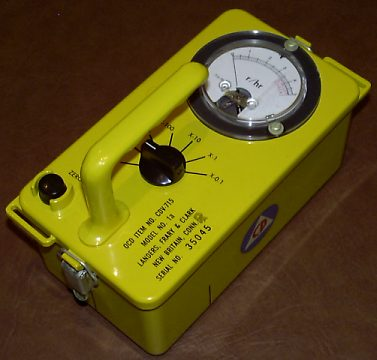 r/hr
ZERO
X10
X1
X0.1
OCD ITEM NO. CDV 715
MODEL NO. 1A
LANDERS, FRARY & CLARK
NEW BRITAIN, CONN.
SERIAL NO 35045
CD